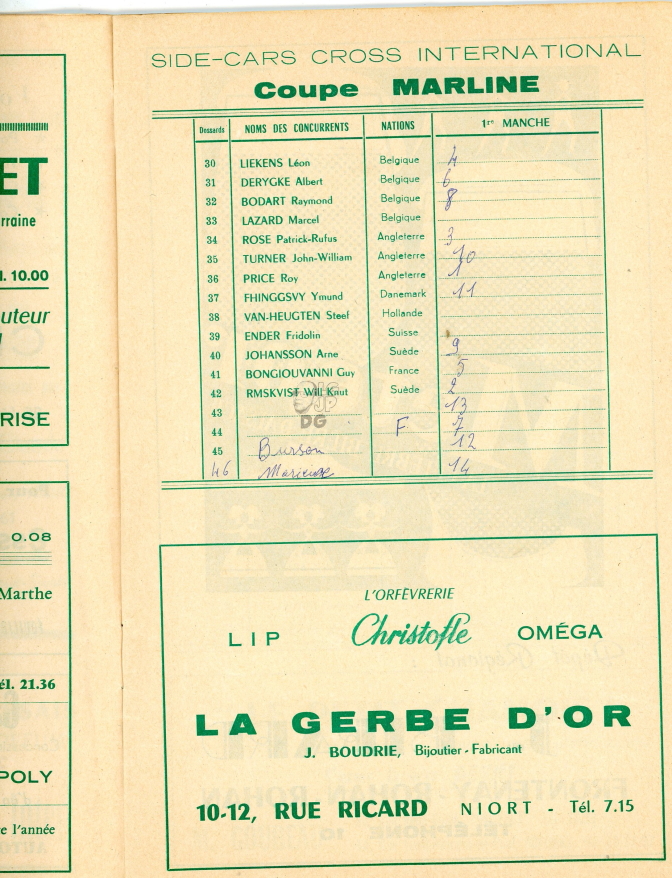 ET
rraine
l. 10.00
uteur
RISE
0.08
Marthe
él. 21.36
POLY
e l'année
SIDE-CARS CROSS INTERNATIONAL
Coupe MARLINE
Dossards NOMS DES CONCURRENTS NATIONS 1re MANCHE
30 LIEKENS Léon Belgique 4
31 DERYGKE Albert Belgique 6
32 BODART Raymond Belgique 8
33 LAZARD Marcel Belgique
34 ROSE Patrick-Rufus Angleterre 3
35 TURNER John-William Angleterre 10
36 PRICE Roy Angleterre 1
37 FHINGGSVY Ymund Danemark 11
38 VAN-HEUGTEN Steef Hollande
39 ENDER Fridolin Suisse
40 JOHANSSON Arne Suède 9
41 BONGIOUVANNI Guy France 5
42 RMSKVIST Will Knut Suède 2
43 13
44 F 7
45 Burson 12
46 14
JP
DG
L'ORFÈVRERIE
LIP Christofle OMÉGA
LA GERBE D'OR
J. BOUDRIE, Bijoutier - Fabricant
10-12, RUE RICARD NIORT - Tél. 7.15